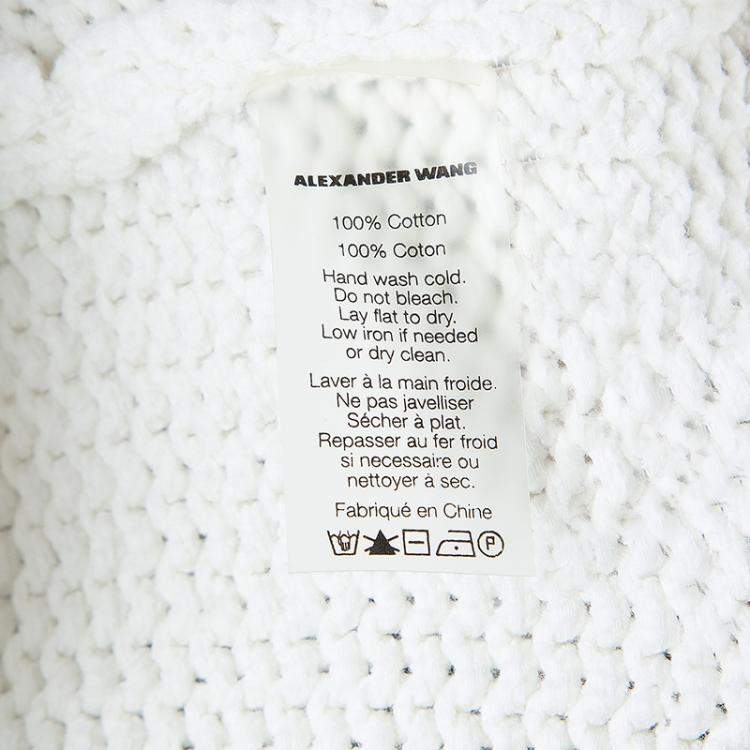 ALEXANDER WANG
100% Cotton
100% Coton
Hand wash cold.
Do not bleach.
Lay flat to dry.
Low iron if needed
or dry clean.
Laver à la main froide.
Ne pas javelliser
Sécher à plat.
Repasser au fer froid
si necessaire ou
nettoyer à sec.
Fabriqué en Chine
P